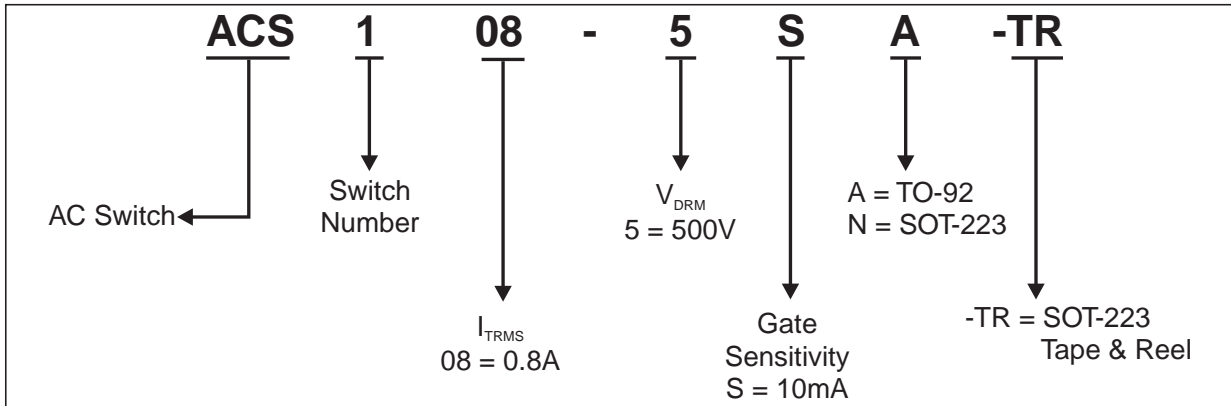 ACS 1 08 - 5 S A -TR
AC Switch
Switch
Number
I_TRMS
08 = 0.8A
V_DRM
5 = 500V
Gate
Sensitivity
S = 10mA
A = TO-92
N = SOT-223
-TR = SOT-223
Tape & Reel